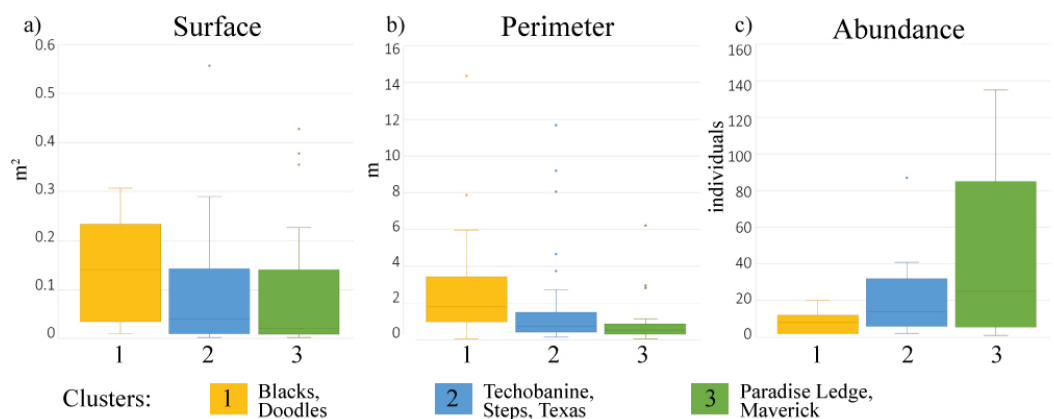 a) Surface
b) Perimeter
c) Abundance
0.6
0.5
0.4
0.3
0.2
0.1
0
m²
1 2 3
16
14
12
10
8
6
4
2
0
m
1 2 3
160
140
120
100
80
60
40
20
0
individuals
1 2 3
Clusters:
1 Blacks,
Doodles
2 Techobanine,
Steps, Texas
3 Paradise Ledge,
Maverick